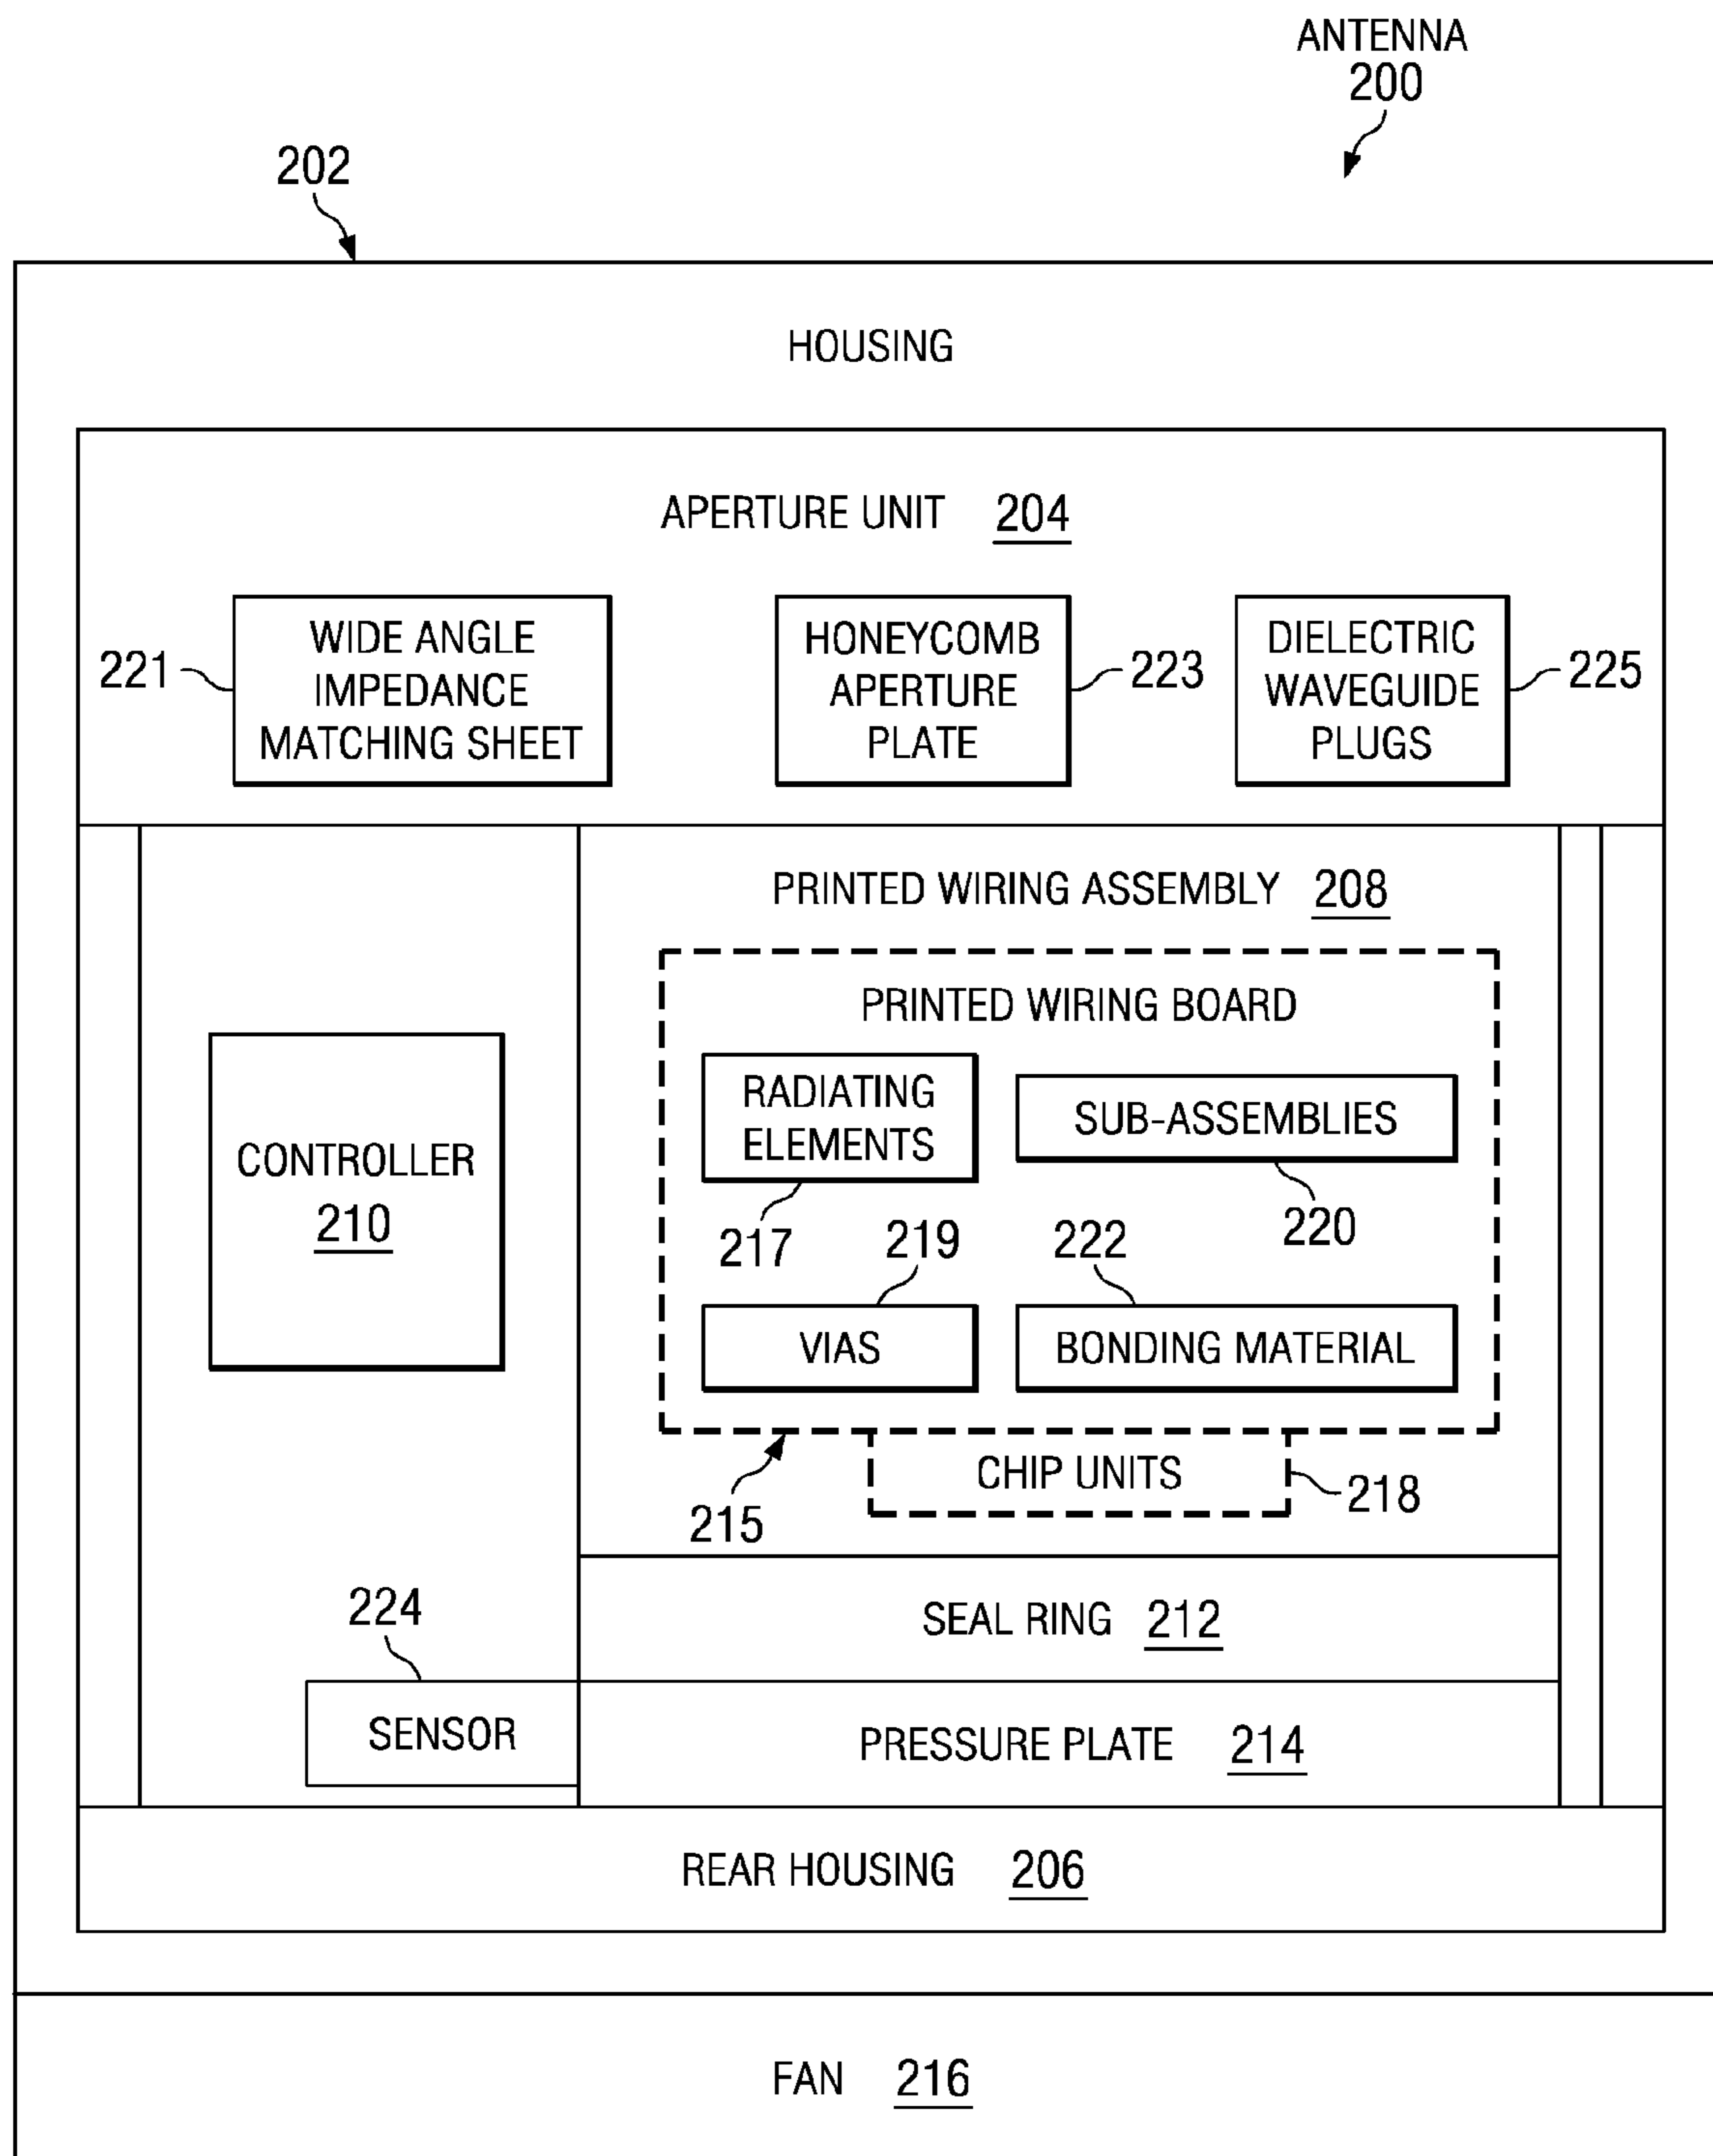 ANTENNA
200
202
HOUSING
APERTURE UNIT 204
WIDE ANGLE
IMPEDANCE
MATCHING SHEET
221
HONEYCOMB
APERTURE
PLATE
223
DIELECTRIC
WAVEGUIDE
PLUGS
225
PRINTED WIRING ASSEMBLY 208
PRINTED WIRING BOARD
RADIATING
ELEMENTS
217
SUB-ASSEMBLIES
220
CONTROLLER
210
219
VIAS
222
BONDING MATERIAL
215
CHIP UNITS
218
SEAL RING 212
224
SENSOR
PRESSURE PLATE 214
REAR HOUSING 206
FAN 216